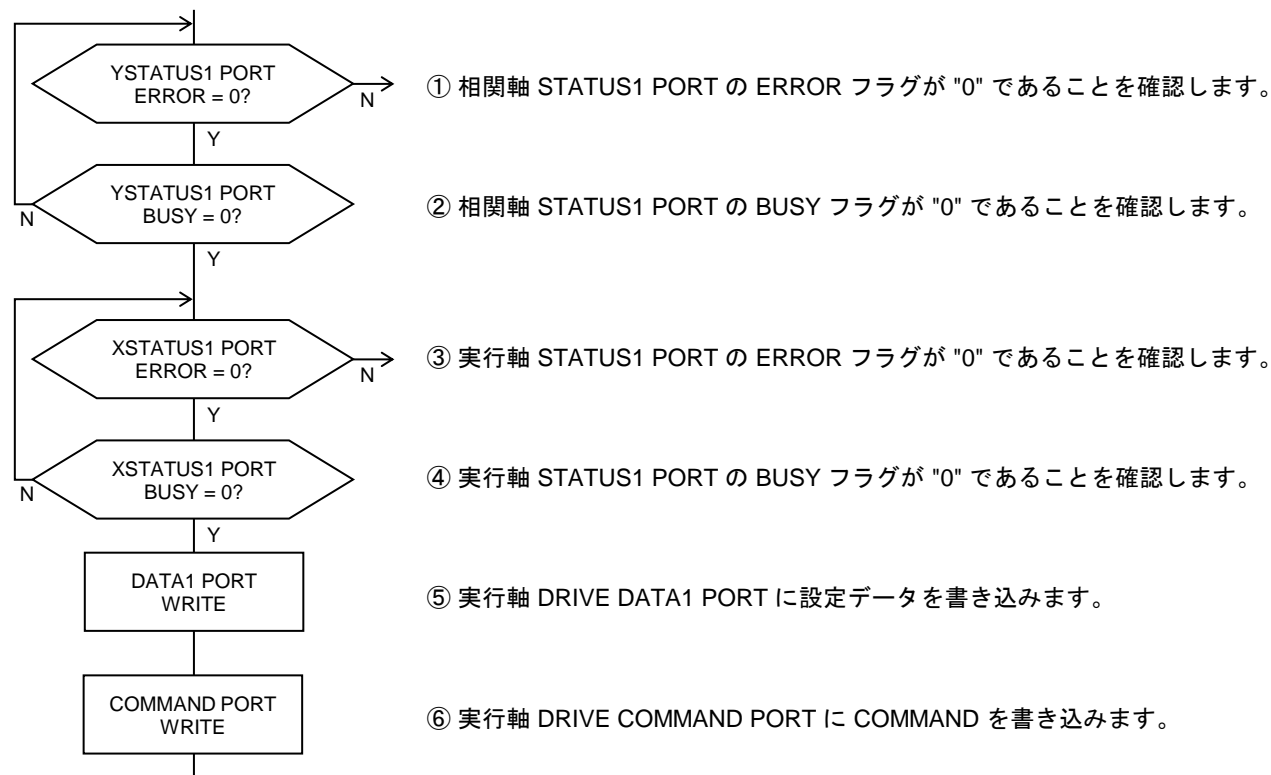 YSTATUS1 PORT
ERROR = 0?
N
① 相関軸 STATUS1 PORT の ERROR フラグが "0" であることを確認します。
Y
YSTATUS1 PORT
BUSY = 0?
N
② 相関軸 STATUS1 PORT の BUSY フラグが "0" であることを確認します。
Y
XSTATUS1 PORT
ERROR = 0?
N
③ 実行軸 STATUS1 PORT の ERROR フラグが "0" であることを確認します。
Y
XSTATUS1 PORT
BUSY = 0?
N
④ 実行軸 STATUS1 PORT の BUSY フラグが "0" であることを確認します。
Y
DATA1 PORT
WRITE
⑤ 実行軸 DRIVE DATA1 PORT に設定データを書き込みます。
COMMAND PORT
WRITE
⑥ 実行軸 DRIVE COMMAND PORT に COMMAND を書き込みます。